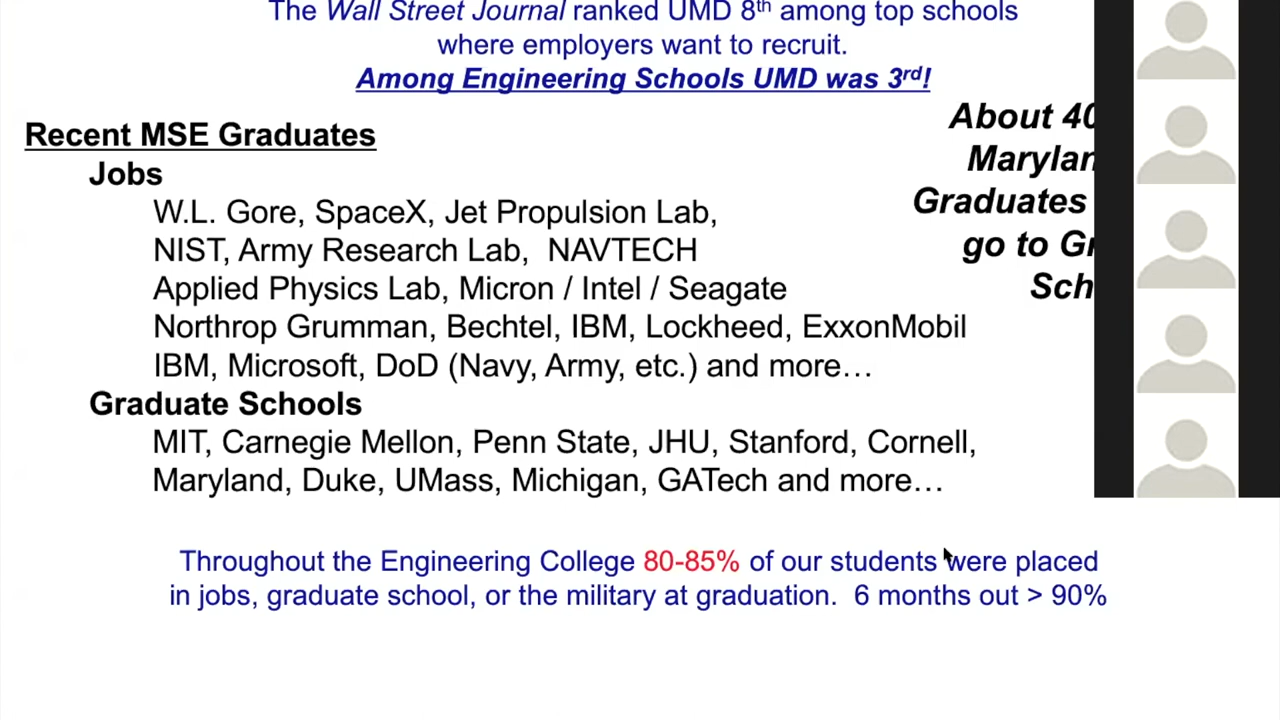 The Wall Street Journal ranked UMD 8th among top schools
where employers want to recruit.
Among Engineering Schools UMD was 3rd!
Recent MSE Graduates
Jobs
W.L. Gore, SpaceX, Jet Propulsion Lab,
NIST, Army Research Lab, NAVTECH
Applied Physics Lab, Micron / Intel / Seagate
Northrop Grumman, Bechtel, IBM, Lockheed, ExxonMobil
IBM, Microsoft, DoD (Navy, Army, etc.) and more…
Graduate Schools
MIT, Carnegie Mellon, Penn State, JHU, Stanford, Cornell,
Maryland, Duke, UMass, Michigan, GATech and more…
About 40
Graduates
go to
Throughout the Engineering College 80-85% of our students were placed
in jobs, graduate school, or the military at graduation. 6 months out > 90%